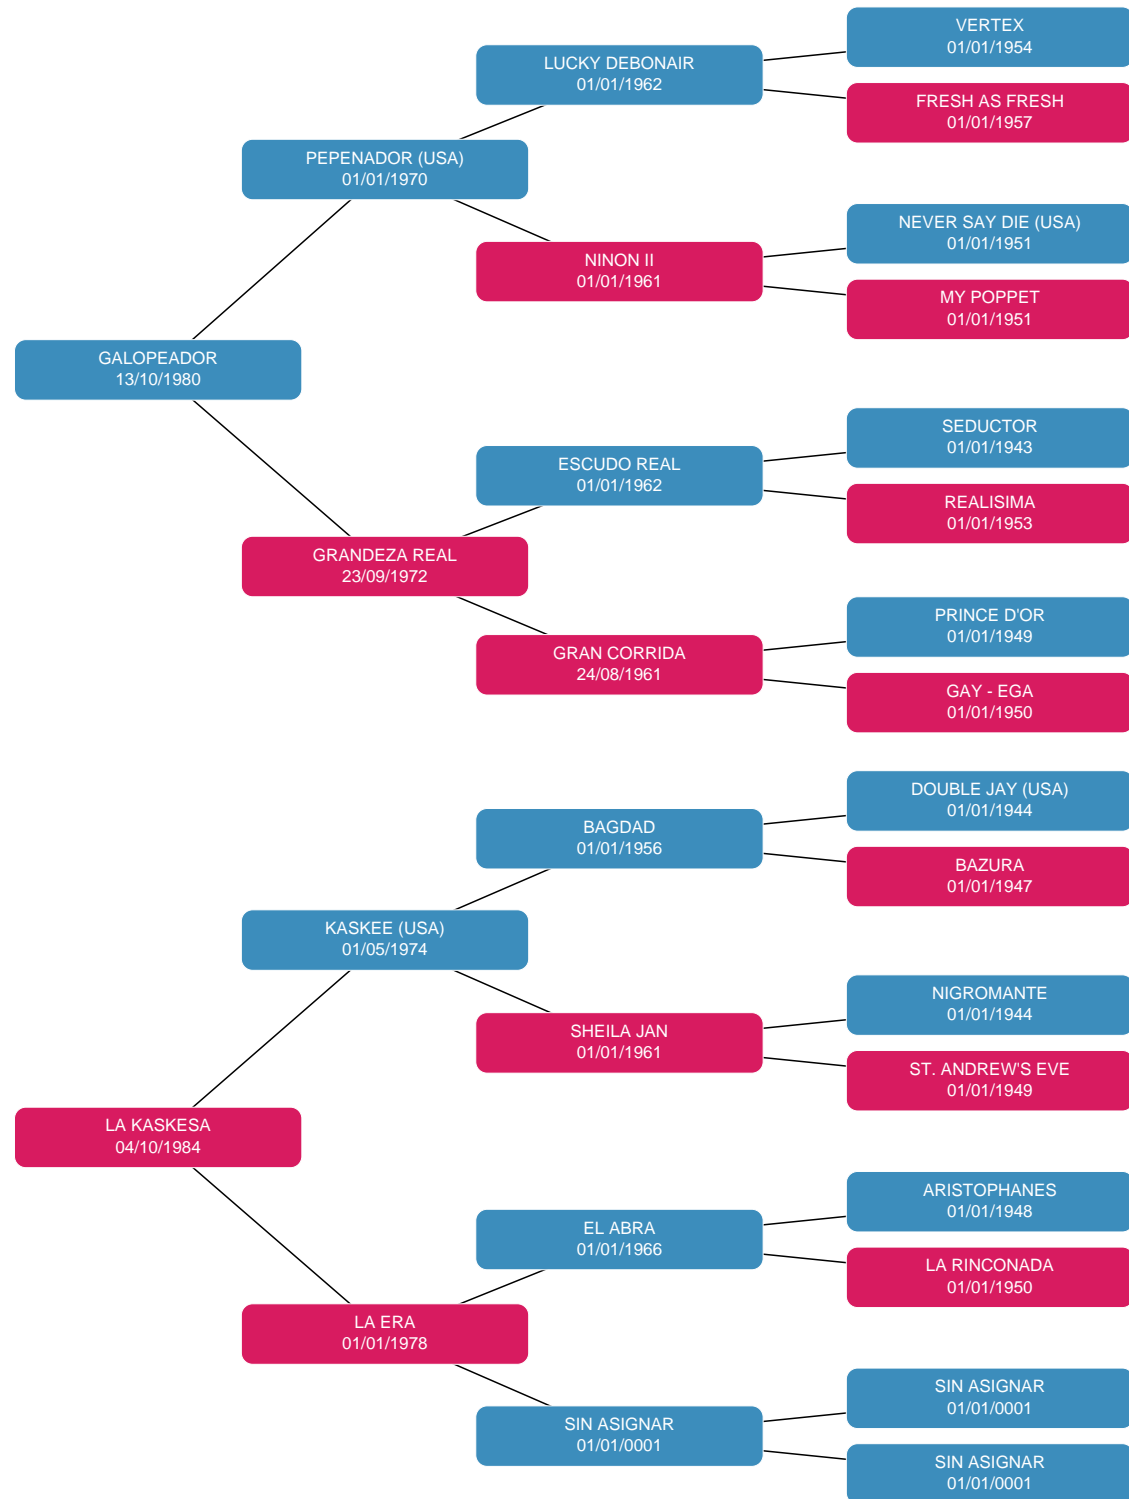 VERTEX
01/01/1954
LUCKY DEBONAIR
01/01/1962
FRESH AS FRESH
01/01/1957
PEPENADOR (USA)
01/01/1970
NEVER SAY DIE (USA)
01/01/1951
NINON II
01/01/1961
MY POPPET
01/01/1951
GALOPEADOR
13/10/1980
SEDUCTOR
01/01/1943
ESCUDO REAL
01/01/1962
REALISIMA
01/01/1953
GRANDEZA REAL
23/09/1972
PRINCE D'OR
01/01/1949
GRAN CORRIDA
24/08/1961
GAY - EGA
01/01/1950
DOUBLE JAY (USA)
01/01/1944
BAGDAD
01/01/1956
BAZURA
01/01/1947
KASKEE (USA)
01/05/1974
NIGROMANTE
01/01/1944
SHEILA JAN
01/01/1961
ST. ANDREW'S EVE
01/01/1949
LA KASKESA
04/10/1984
ARISTOPHANES
01/01/1948
EL ABRA
01/01/1966
LA RINCONADA
01/01/1950
LA ERA
01/01/1978
SIN ASIGNAR
01/01/0001
SIN ASIGNAR
01/01/0001
SIN ASIGNAR
01/01/0001